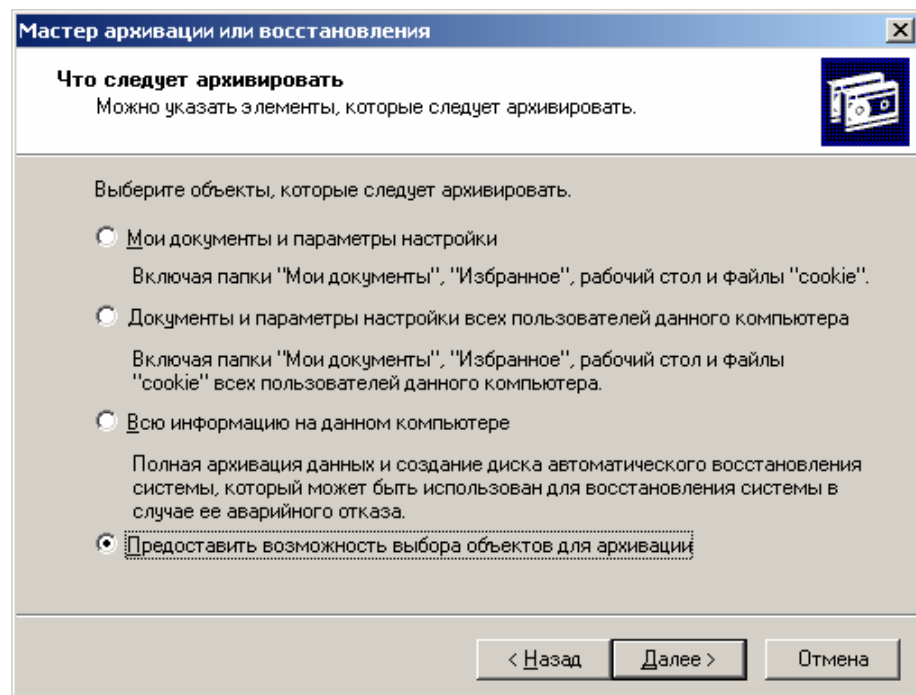 Мастер архивации или восстановления
Что следует архивировать
Можно указать элементы, которые следует архивировать.
Выберите объекты, которые следует архивировать.
Мои документы и параметры настройки
Включая папки "Мои документы", "Избранное", рабочий стол и файлы "cookie".
Документы и параметры настройки всех пользователей данного компьютера
Включая папки "Мои документы", "Избранное", рабочий стол и файлы
"cookie" всех пользователей данного компьютера.
Всю информацию на данном компьютере
Полная архивация данных и создание диска автоматического восстановления
системы, который может быть использован для восстановления системы в
случае ее аварийного отказа.
Предоставить возможность выбора объектов для архивации
< Назад Далее > Отмена